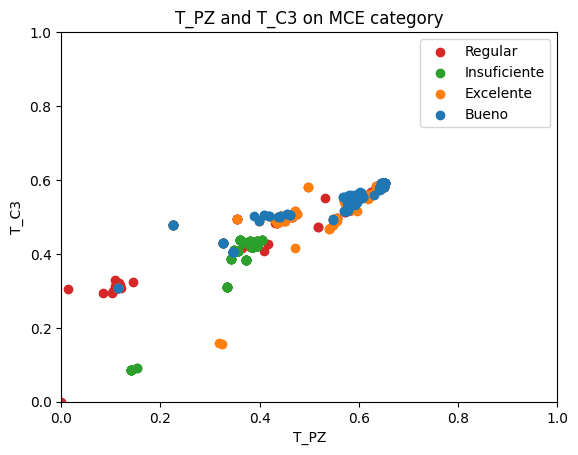 T_PZ and T_C3 on MCE category
Regular
Insuficiente
Excelente
Bueno
1.0
0.8
0.6
0.4
0.2
0.0
T_C3
0.0 0.2 0.4 0.6 0.8 1.0
T_PZ